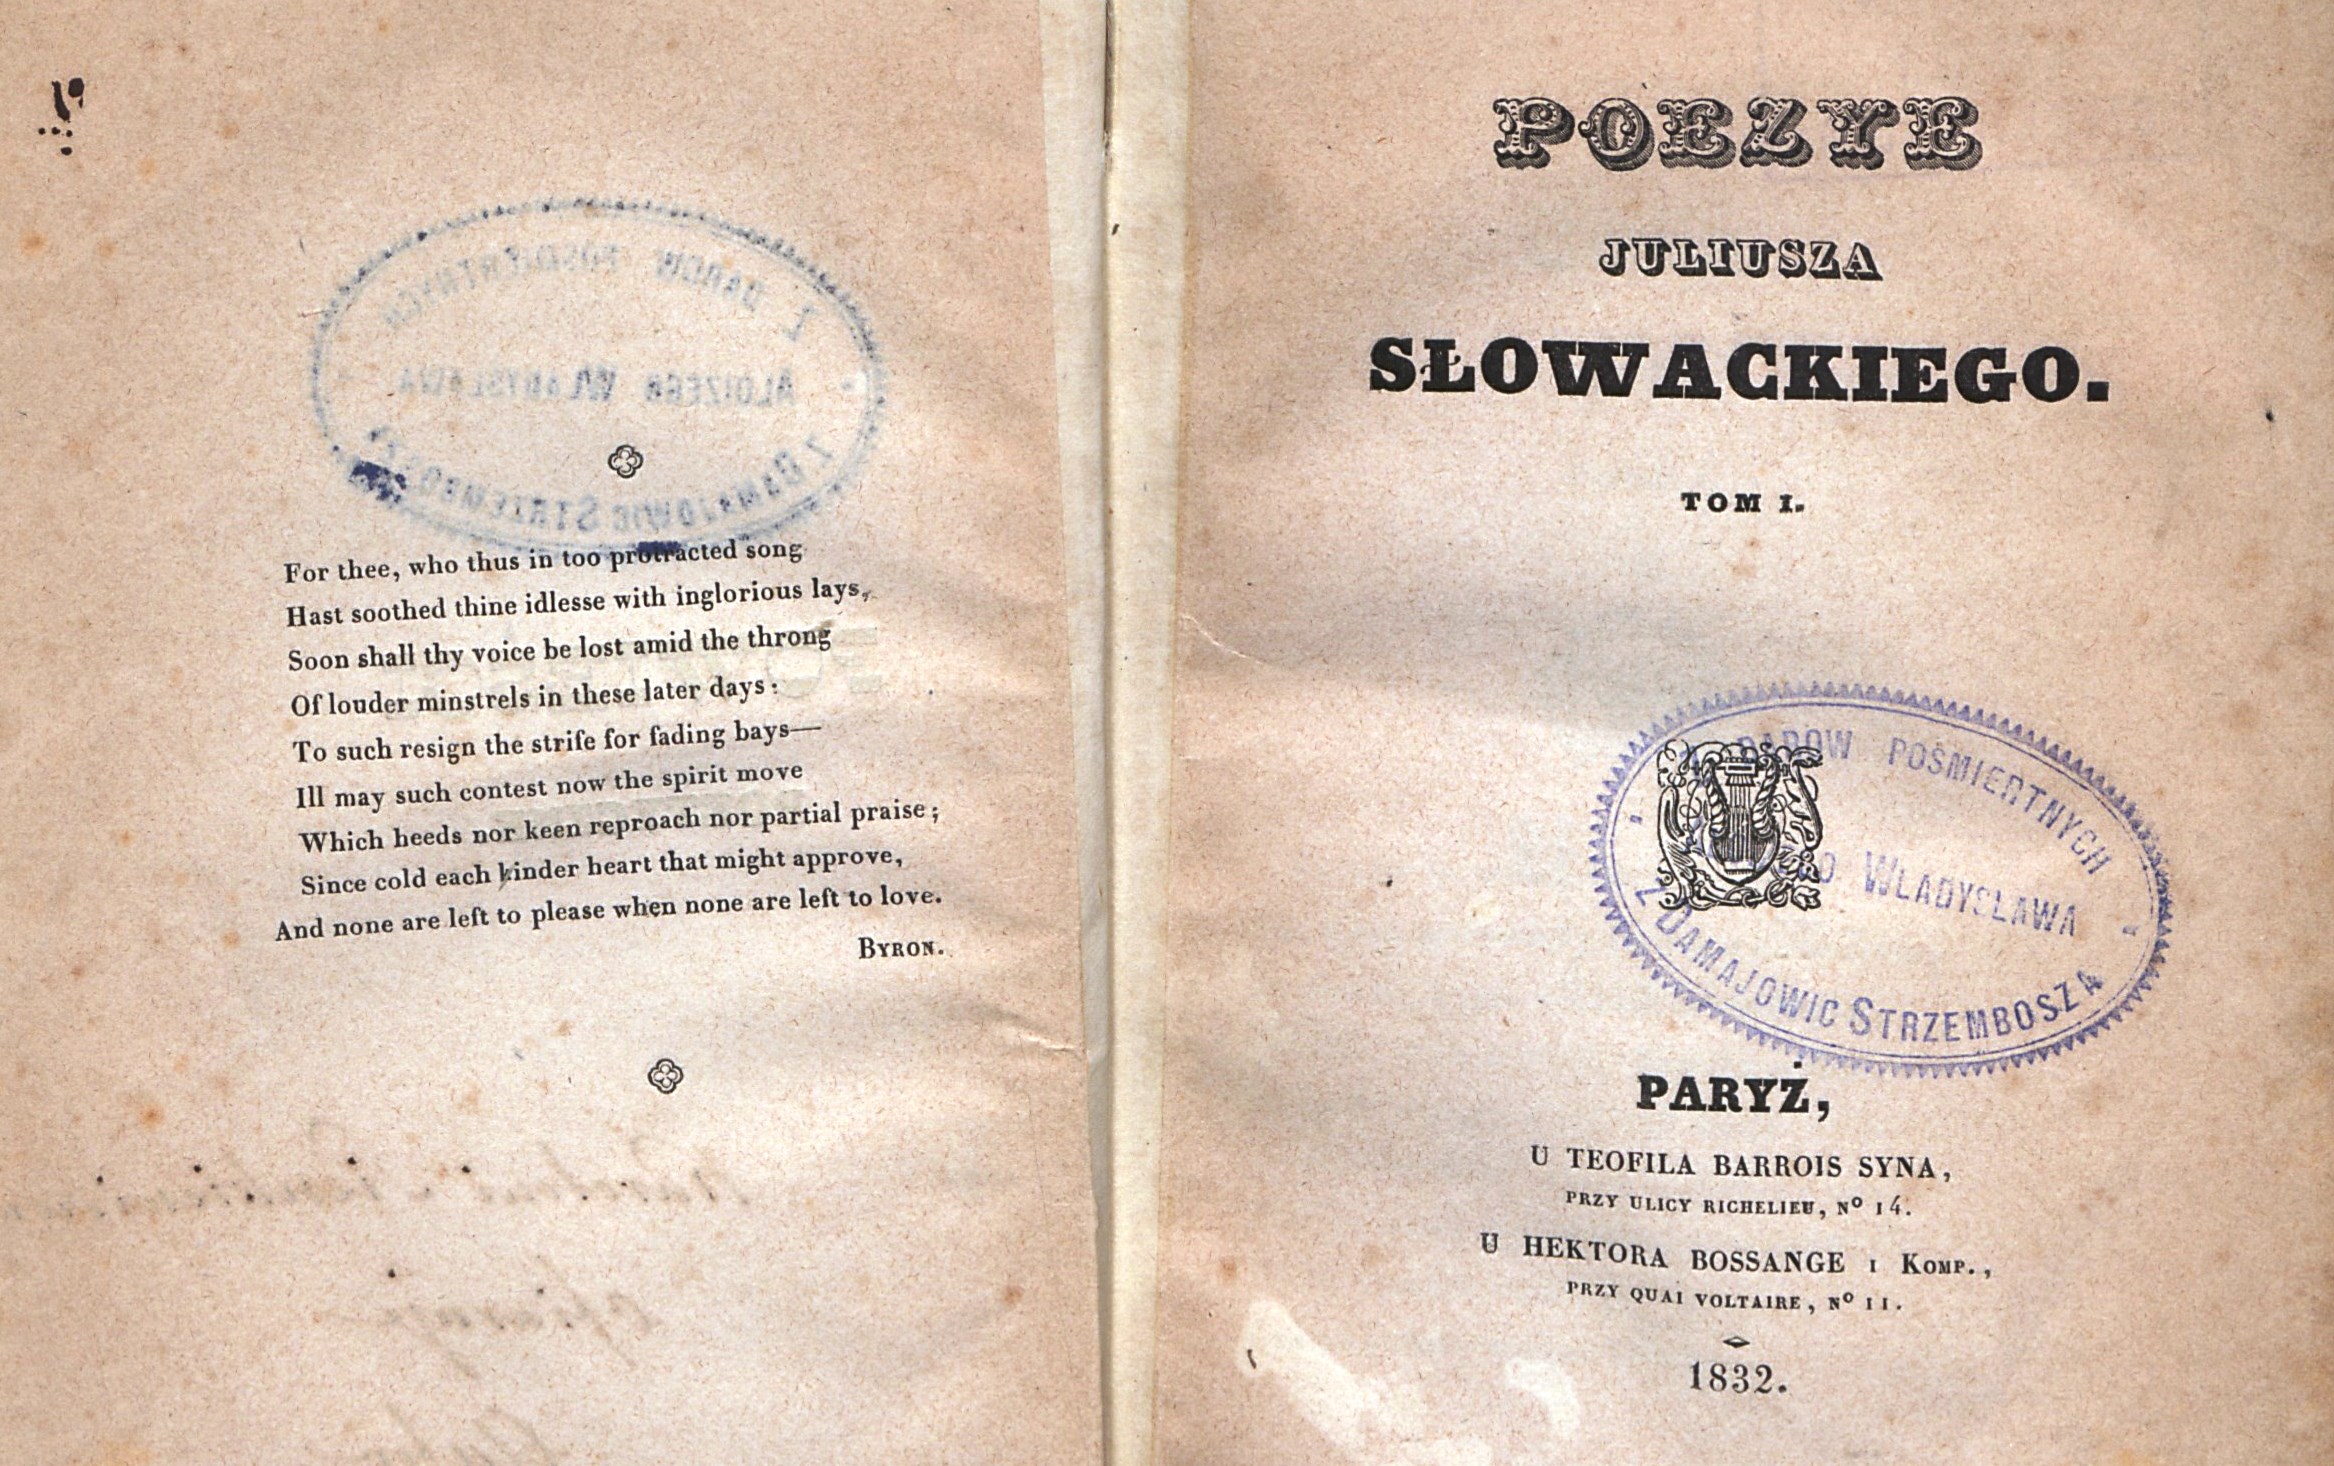 For thee, who thus in too protracted song
Hast soothed thine idlesse with inglorious lays,
Soon shall thy voice be lost amid the throng
Of louder minstrels in these later days:
To such resign the strife for fading bays—
Ill may such contest now the spirit move
Which heeds nor keen reproach nor partial praise;
Since cold each kinder heart that might approve,
And none are left to please when none are left to love.
BYRON.
POEZYE
JULIUSZA
SŁOWACKIEGO.
TOM I.
DARÓW POŚMIERTNYCH
WŁADYSŁAWA
Z DAMAJOWIC STRZEMBOSZA
PARYŻ,
U TEOFILA BARROIS SYNA,
PRZY ULICY RICHELIEU, Nº 14.
U HEKTORA BOSSANGE I KOMP.,
PRZY QUAI VOLTAIRE, Nº 11.
1832.